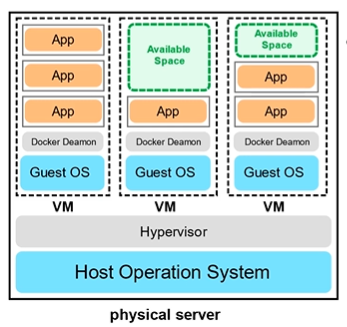 App
App
App
Docker Deamon
Guest OS
VM
Available
Space
App
Docker Deamon
Guest OS
VM
Available
Space
App
App
Docker Deamon
Guest OS
VM
Hypervisor
Host Operation System
physical server